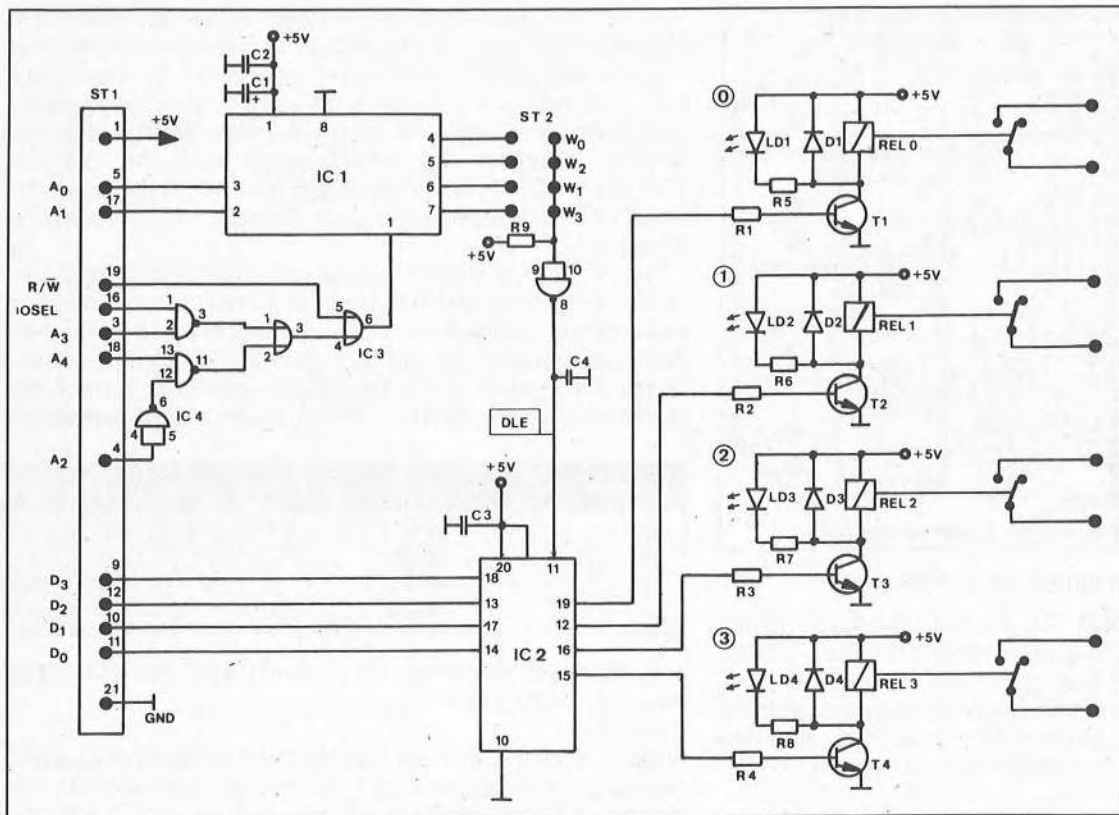 +5V
C2
C1
ST 1
1
+5V
1
8
ST 2
5
A0
17
A1
3
2
IC 1
4
5
6
7
1
W0
W2
W1
W3
R9
+5V
9
10
8
19
R/W̅
16
IOSEL
3
A3
18
A4
1
2
3
13
12
11
1
2
3
5
4
6
IC 3
6
IC 4
4
5
4
A2
C4
DLE
+5V
C3
20
11
9
D3
12
D2
10
D1
11
D0
18
13
17
14
IC 2
19
12
16
15
10
21
GND
0
+5V
LD1
D1
REL 0
R5
R1
T1
1
+5V
LD2
D2
REL 1
R6
R2
T2
2
+5V
LD3
D3
REL 2
R7
R3
T3
3
+5V
LD4
D4
REL 3
R8
R4
T4